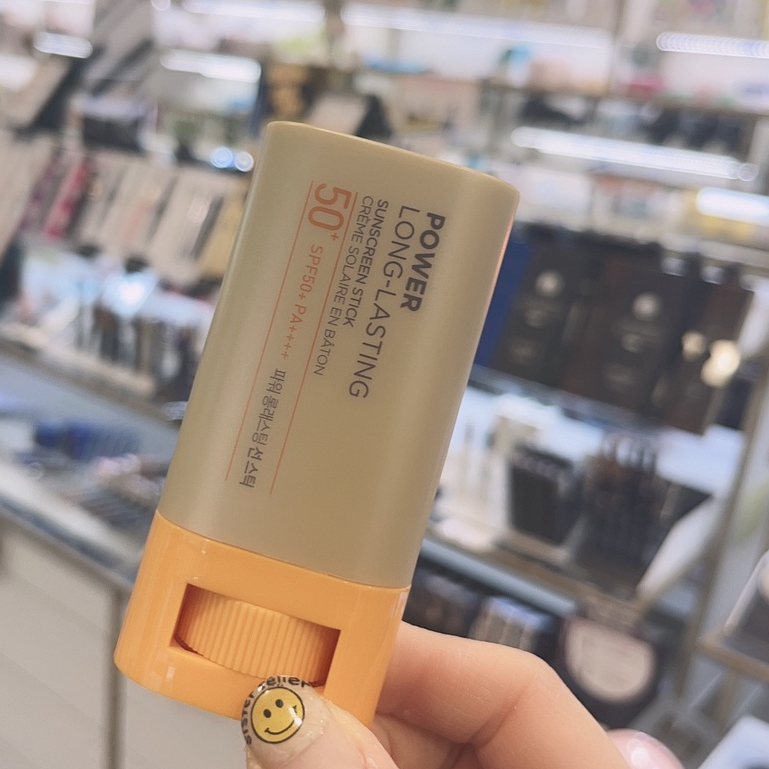 POWER
LONG-LASTING
SUNSCREEN STICK
CRÈME SOLAIRE EN BÂTON
50+ SPF50+ PA++++ 파워 롱래스팅 선 스틱